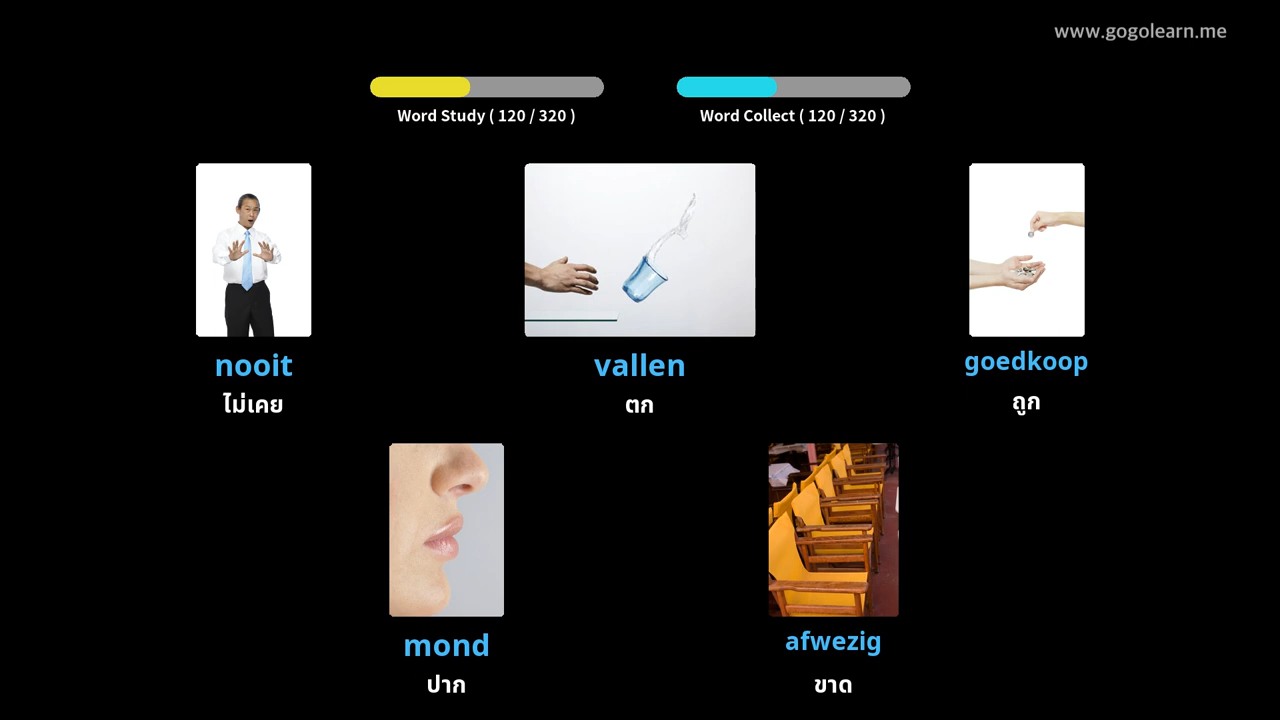 www.gogolearn.me
Word Study ( 120 / 320 )
Word Collect ( 120 / 320 )
nooit
ไม่เคย
vallen
ตก
goedkoop
ถูก
mond
ปาก
afwezig
ขาด